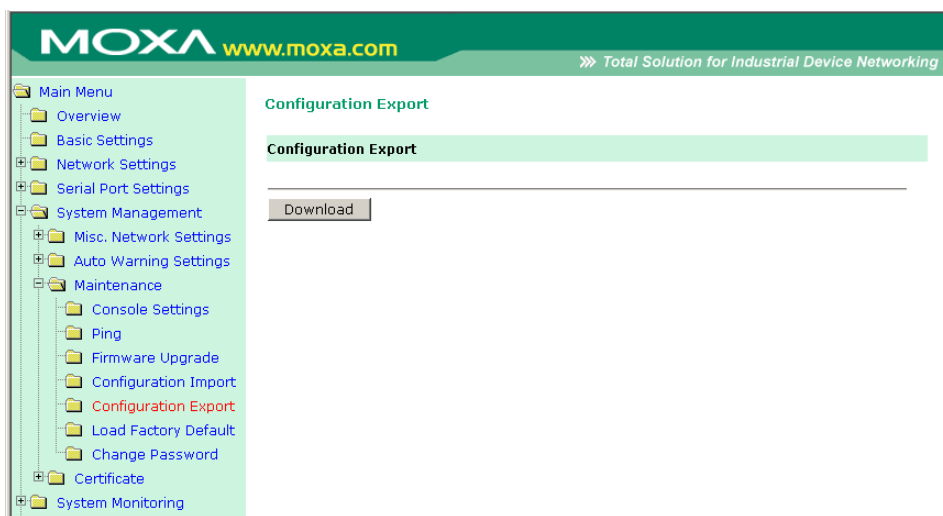 MOXA www.moxa.com
Total Solution for Industrial Device Networking
Main Menu
Overview
Basic Settings
Network Settings
Serial Port Settings
System Management
Misc. Network Settings
Auto Warning Settings
Maintenance
Console Settings
Ping
Firmware Upgrade
Configuration Import
Configuration Export
Load Factory Default
Change Password
Certificate
System Monitoring
Configuration Export
Configuration Export
Download